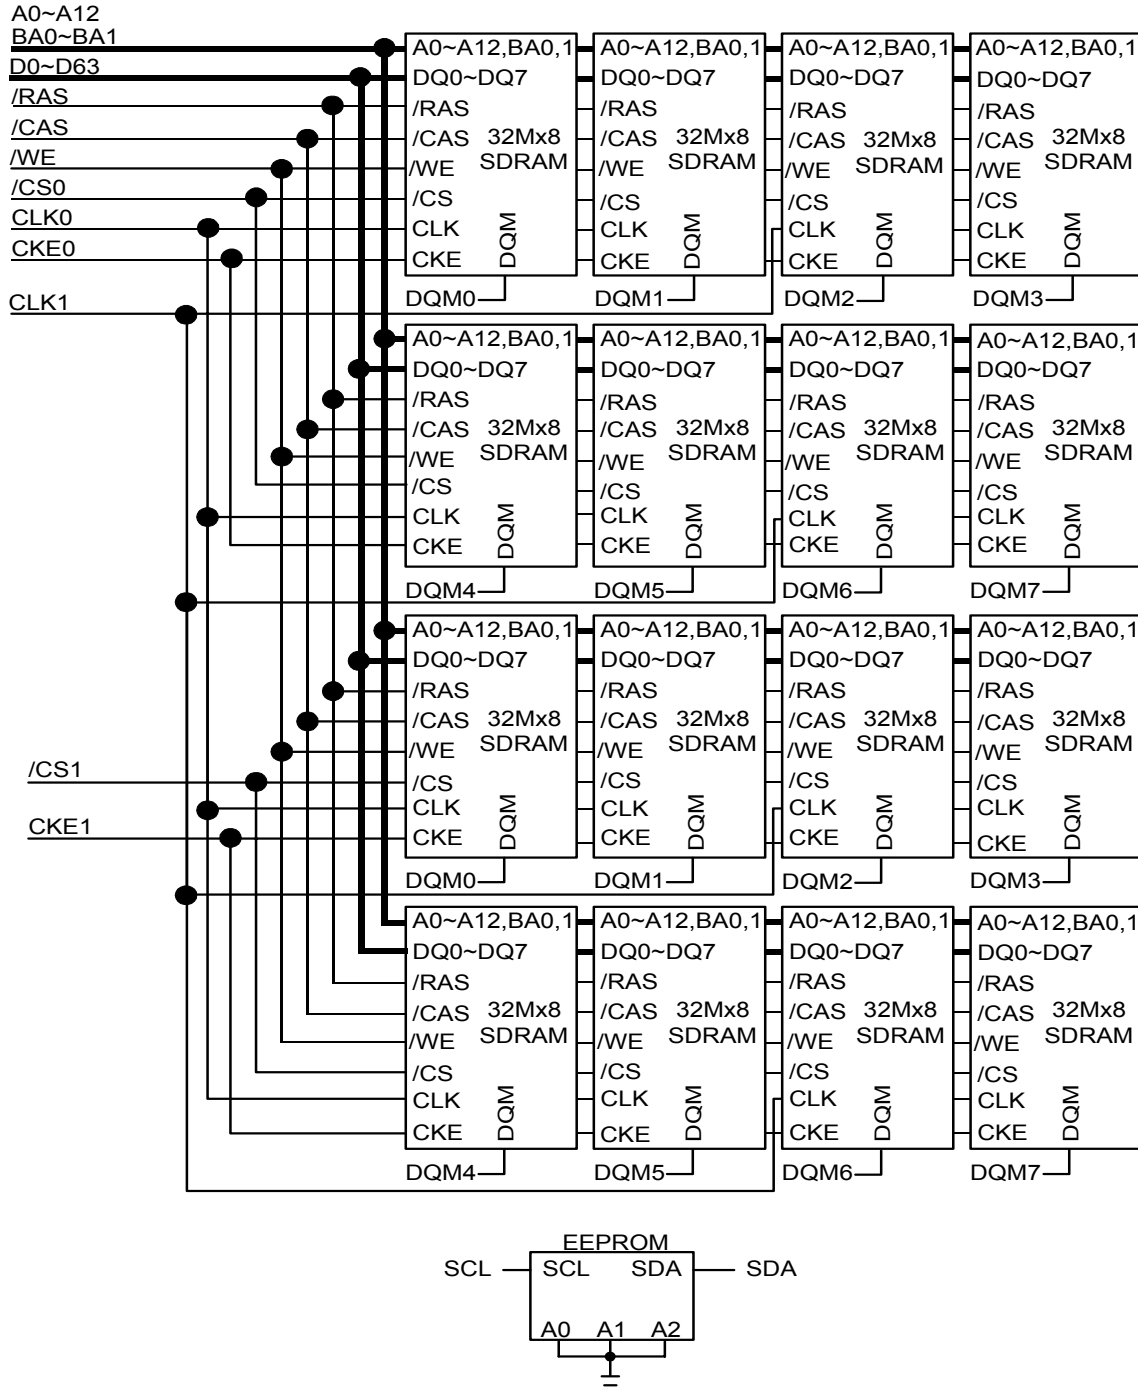 A0~A12
BA0~BA1
D0~D63
/RAS
/CAS
/WE
/CS0
CLK0
CKE0
CLK1
A0~A12,BA0,1 A0~A12,BA0,1 A0~A12,BA0,1 A0~A12,BA0,1
DQ0~DQ7 DQ0~DQ7 DQ0~DQ7 DQ0~DQ7
/RAS /RAS /RAS /RAS
/CAS 32Mx8 /CAS 32Mx8 /CAS 32Mx8 /CAS 32Mx8
/WE SDRAM /WE SDRAM /WE SDRAM /WE SDRAM
/CS /CS /CS /CS
CLK DQM CLK DQM CLK DQM CLK DQM
CKE CKE CKE CKE
DQM0 DQM1 DQM2 DQM3
A0~A12,BA0,1 A0~A12,BA0,1 A0~A12,BA0,1 A0~A12,BA0,1
DQ0~DQ7 DQ0~DQ7 DQ0~DQ7 DQ0~DQ7
/RAS /RAS /RAS /RAS
/CAS 32Mx8 /CAS 32Mx8 /CAS 32Mx8 /CAS 32Mx8
/WE SDRAM /WE SDRAM /WE SDRAM /WE SDRAM
/CS /CS /CS /CS
CLK DQM CLK DQM CLK DQM CLK DQM
CKE CKE CKE CKE
DQM4 DQM5 DQM6 DQM7
A0~A12,BA0,1 A0~A12,BA0,1 A0~A12,BA0,1 A0~A12,BA0,1
DQ0~DQ7 DQ0~DQ7 DQ0~DQ7 DQ0~DQ7
/RAS /RAS /RAS /RAS
/CAS 32Mx8 /CAS 32Mx8 /CAS 32Mx8 /CAS 32Mx8
/WE SDRAM /WE SDRAM /WE SDRAM /WE SDRAM
/CS1 /CS /CS /CS /CS
CLK DQM CLK DQM CLK DQM CLK DQM
CKE1 CKE CKE CKE CKE
DQM0 DQM1 DQM2 DQM3
A0~A12,BA0,1 A0~A12,BA0,1 A0~A12,BA0,1 A0~A12,BA0,1
DQ0~DQ7 DQ0~DQ7 DQ0~DQ7 DQ0~DQ7
/RAS /RAS /RAS /RAS
/CAS 32Mx8 /CAS 32Mx8 /CAS 32Mx8 /CAS 32Mx8
/WE SDRAM /WE SDRAM /WE SDRAM /WE SDRAM
/CS /CS /CS /CS
CLK DQM CLK DQM CLK DQM CLK DQM
CKE CKE CKE CKE
DQM4 DQM5 DQM6 DQM7
EEPROM
SCL SCL SDA SDA
A0 A1 A2